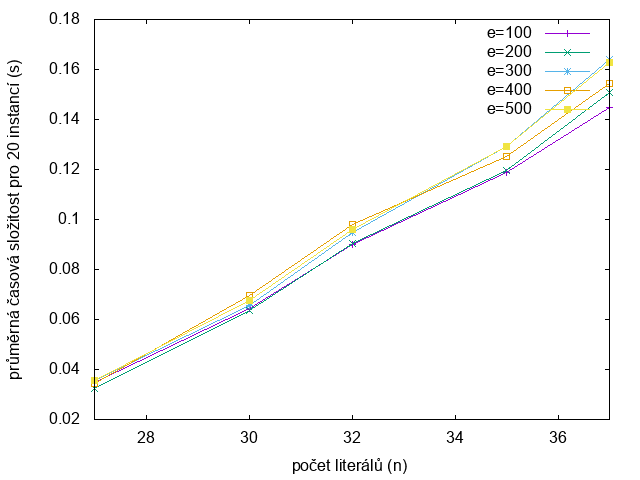 0.18
0.16
0.14
0.12
0.1
0.08
0.06
0.04
0.02
28
30
32
34
36
průměrná časová složitost pro 20 instancí (s)
počet literálů (n)
e=100
e=200
e=300
e=400
e=500